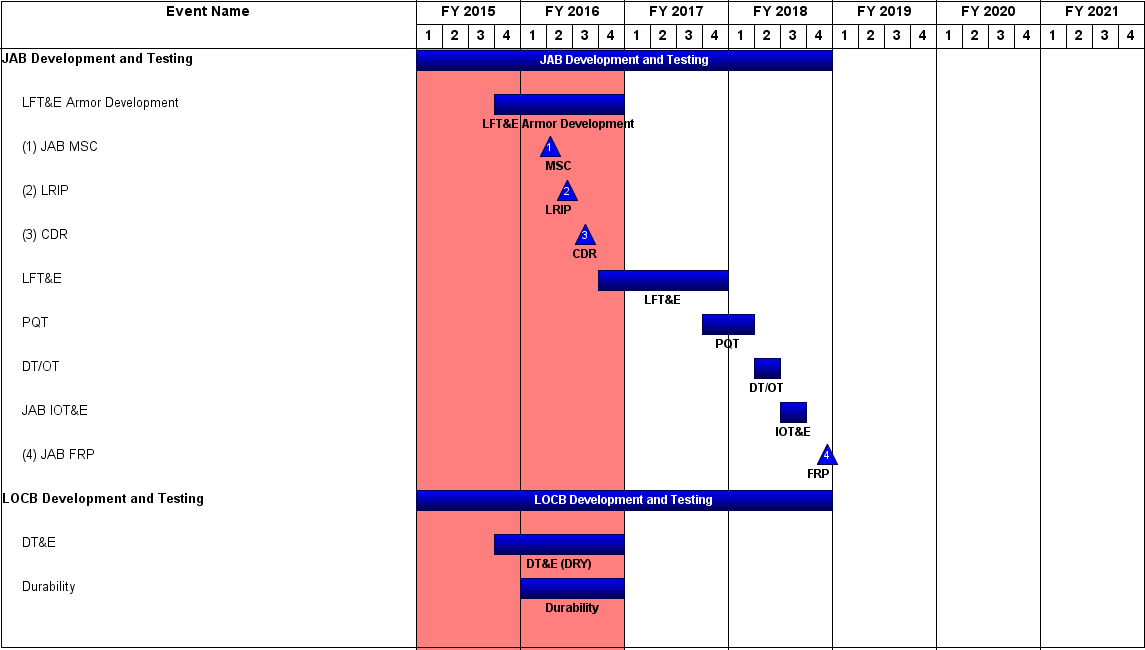 Event Name FY 2015 FY 2016 FY 2017 FY 2018 FY 2019 FY 2020 FY 2021
1 2 3 4 1 2 3 4 1 2 3 4 1 2 3 4 1 2 3 4 1 2 3 4 1 2 3 4
JAB Development and Testing JAB Development and Testing
LFT&E Armor Development
LFT&E Armor Development
(1) JAB MSC 1
MSC
(2) LRIP 2
LRIP
(3) CDR 3
CDR
LFT&E
LFT&E
PQT
PQT
DT/OT
DT/OT
JAB IOT&E
IOT&E
(4) JAB FRP 4
FRP
LOCB Development and Testing LOCB Development and Testing
DT&E
DT&E (DRY)
Durability
Durability